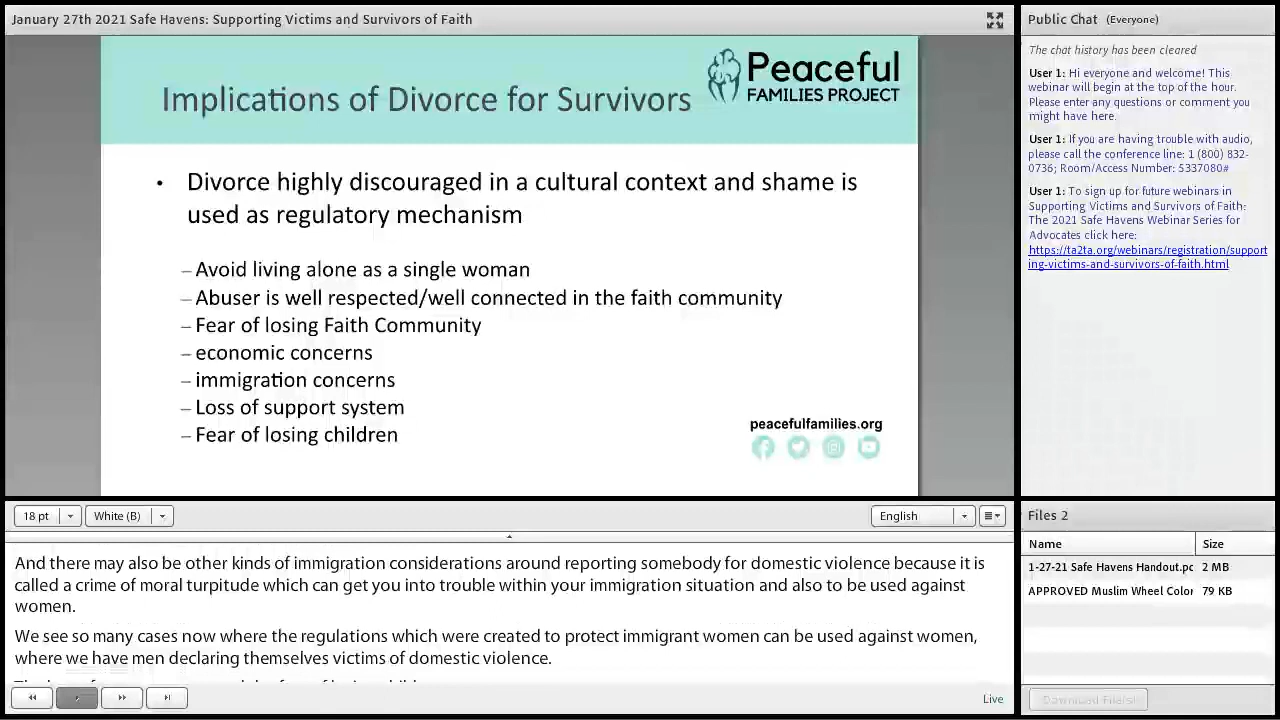 January 27th 2021 Safe Havens: Supporting Victims and Survivors of Faith
Implications of Divorce for Survivors
Peaceful
FAMILIES PROJECT
• Divorce highly discouraged in a cultural context and shame is
used as regulatory mechanism
– Avoid living alone as a single woman
– Abuser is well respected/well connected in the faith community
– Fear of losing Faith Community
– economic concerns
– immigration concerns
– Loss of support system
– Fear of losing children
peacefulfamilies.org
18 pt
White (B)
English
And there may also be other kinds of immigration considerations around reporting somebody for domestic violence because it is
called a crime of moral turpitude which can get you into trouble within your immigration situation and also to be used against
women.
We see so many cases now where the regulations which were created to protect immigrant women can be used against women,
where we have men declaring themselves victims of domestic violence.
Live
Public Chat (Everyone)
The chat history has been cleared
User 1: Hi everyone and welcome! This
webinar will begin at the top of the hour.
Please enter any questions or comment you
might have here.
User 1: If you are having trouble with audio,
please call the conference line: 1 (800) 832-
0736; Room/Access Number: 5337080#
User 1: To sign up for future webinars in
Supporting Victims and Survivors of Faith:
The 2021 Safe Havens Webinar Series for
Advocates click here:
https://ta2ta.org/webinars/registration/support
ing-victims-and-survivors-of-faith.html
Files 2
Name Size
1-27-21 Safe Havens Handout.pc 2 MB
APPROVED Muslim Wheel Color 79 KB
Download File(s)